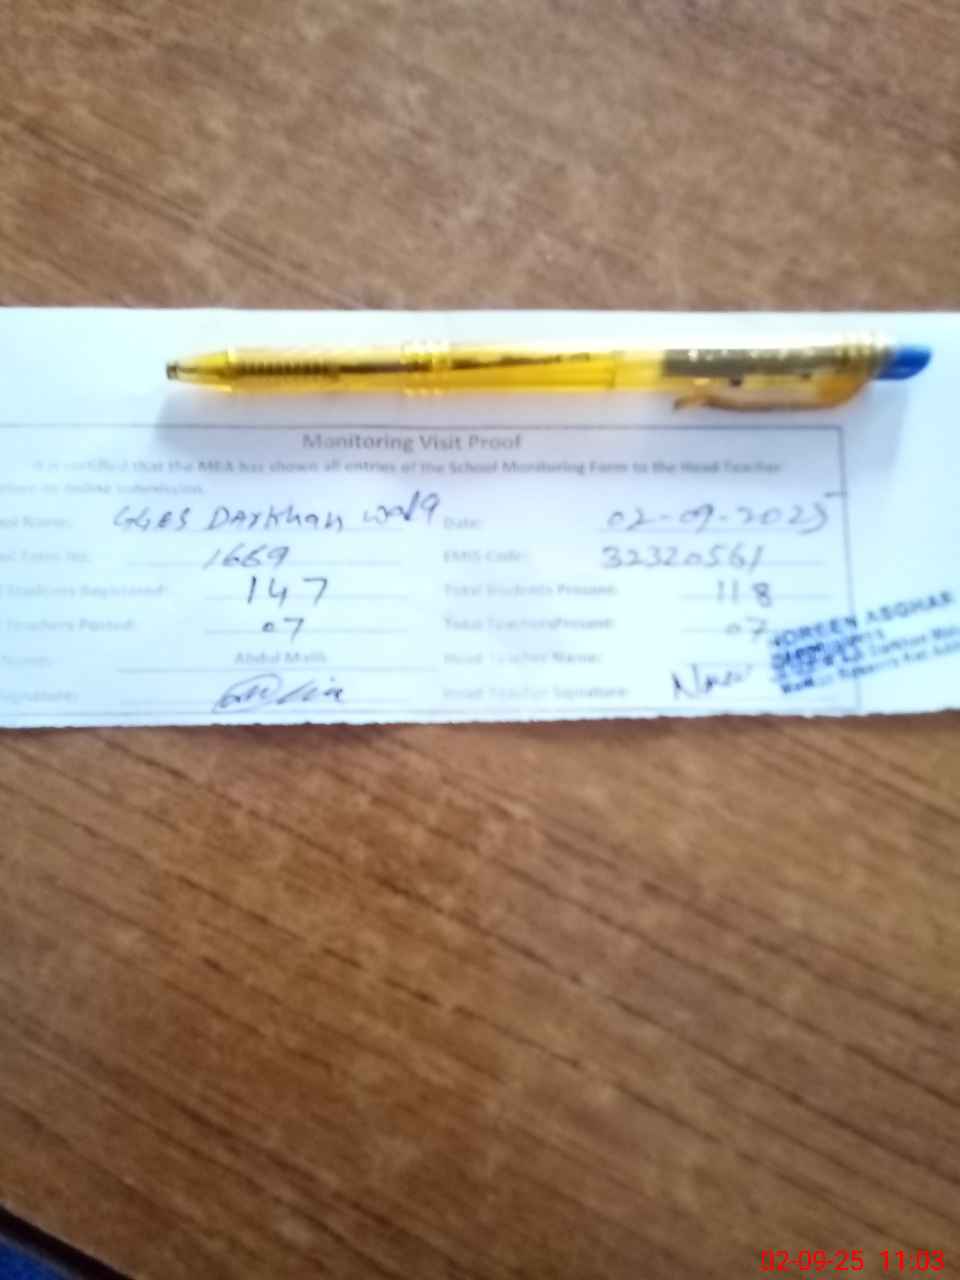 Monitoring Visit Proof
It is certified that the MEA has shown all entries of the School Monitoring Form to the Head Teacher
online submission.
Name: GGES Darkhan wala Date: 02-09-2025
1669 EMIS Code: 32320561
Students Registered: 147 Total Students Present: 118
Teachers Posted: 07 Total Teachers Present: 07
Name: Abdul Malik Head Teacher Name:
Signature: Head Teacher Signature:
NOREEN ASGHAR
02-09-25 11:03